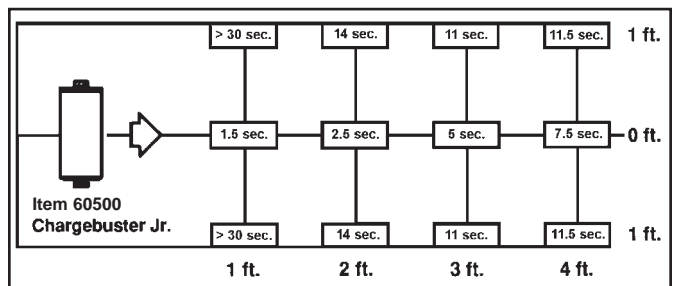 > 30 sec. 14 sec. 11 sec. 11.5 sec. 1 ft.
1.5 sec. 2.5 sec. 5 sec. 7.5 sec. 0 ft.
Item 60500
Chargebuster Jr.
> 30 sec. 14 sec. 11 sec. 11.5 sec. 1 ft.
1 ft. 2 ft. 3 ft. 4 ft.